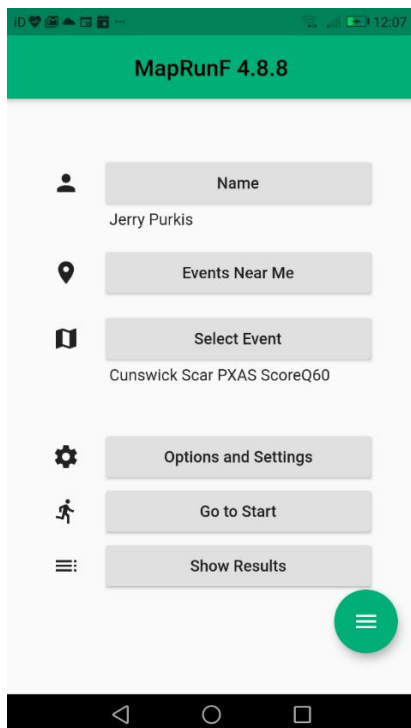 iD ... 12:07
MapRunF 4.8.8
Name
Jerry Purkis
Events Near Me
Select Event
Cunswick Scar PXAS ScoreQ60
Options and Settings
Go to Start
Show Results